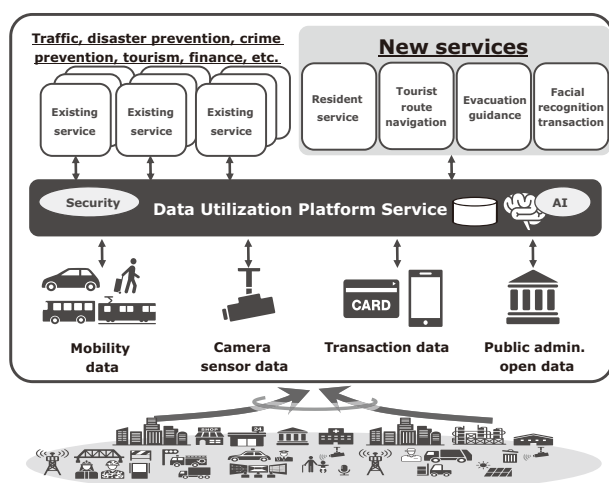 Traffic, disaster prevention, crime
prevention, tourism, finance, etc.
Existing
service
Existing
service
Existing
service
New services
Resident
service
Tourist
route
navigation
Evacuation
guidance
Facial
recognition
transaction
Security
Data Utilization Platform Service
AI
CARD
Mobility
data
Camera
sensor data
Transaction data
Public admin.
open data
SHOP
24